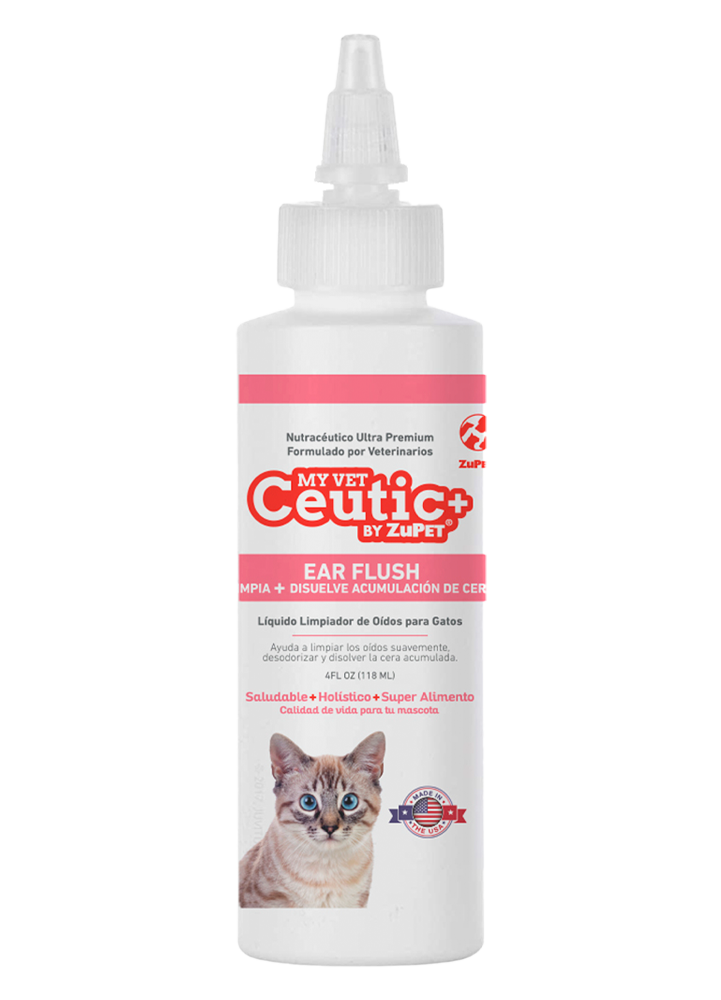 Nutracéutico Ultra Premium
Formulado por Veterinarios
ZuPE
MY VET
Ceutic+
BY ZUPET®
EAR FLUSH
MPIA + DISUELVE ACUMULACIÓN DE CER
Líquido Limpiador de Oídos para Gatos
Ayuda a limpiar los oídos suavemente,
desodorizar y disolver la cera acumulada.
4FL OZ (118 ML)
Saludable+Holístico+Super Alimento
Calidad de vida para tu mascota
MADE IN
THE USA